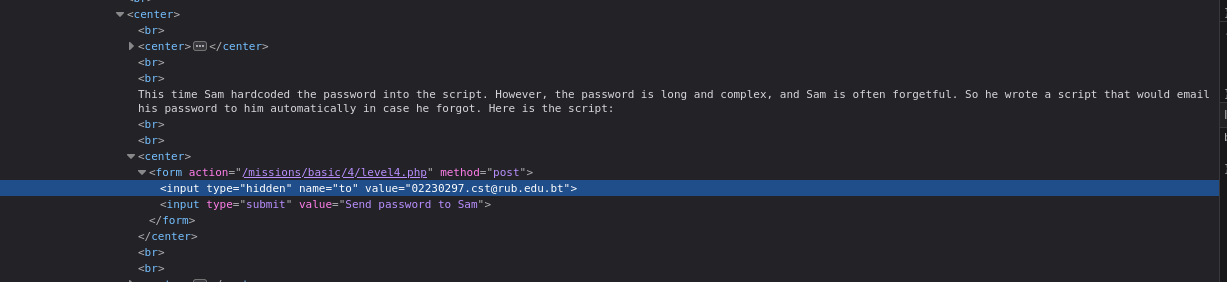 <center>
<br>
<center> ••• </center>
<br>
<br>
This time Sam hardcoded the password into the script. However, the password is long and complex, and Sam is often forgetful. So he wrote a script that would email
his password to him automatically in case he forgot. Here is the script:
<br>
<br>
<center>
<form action="/missions/basic/4/level4.php" method="post">
<input type="hidden" name="to" value="02230297.cst@rub.edu.bt">
<input type="submit" value="Send password to Sam">
</form>
</center>
<br>
<br>